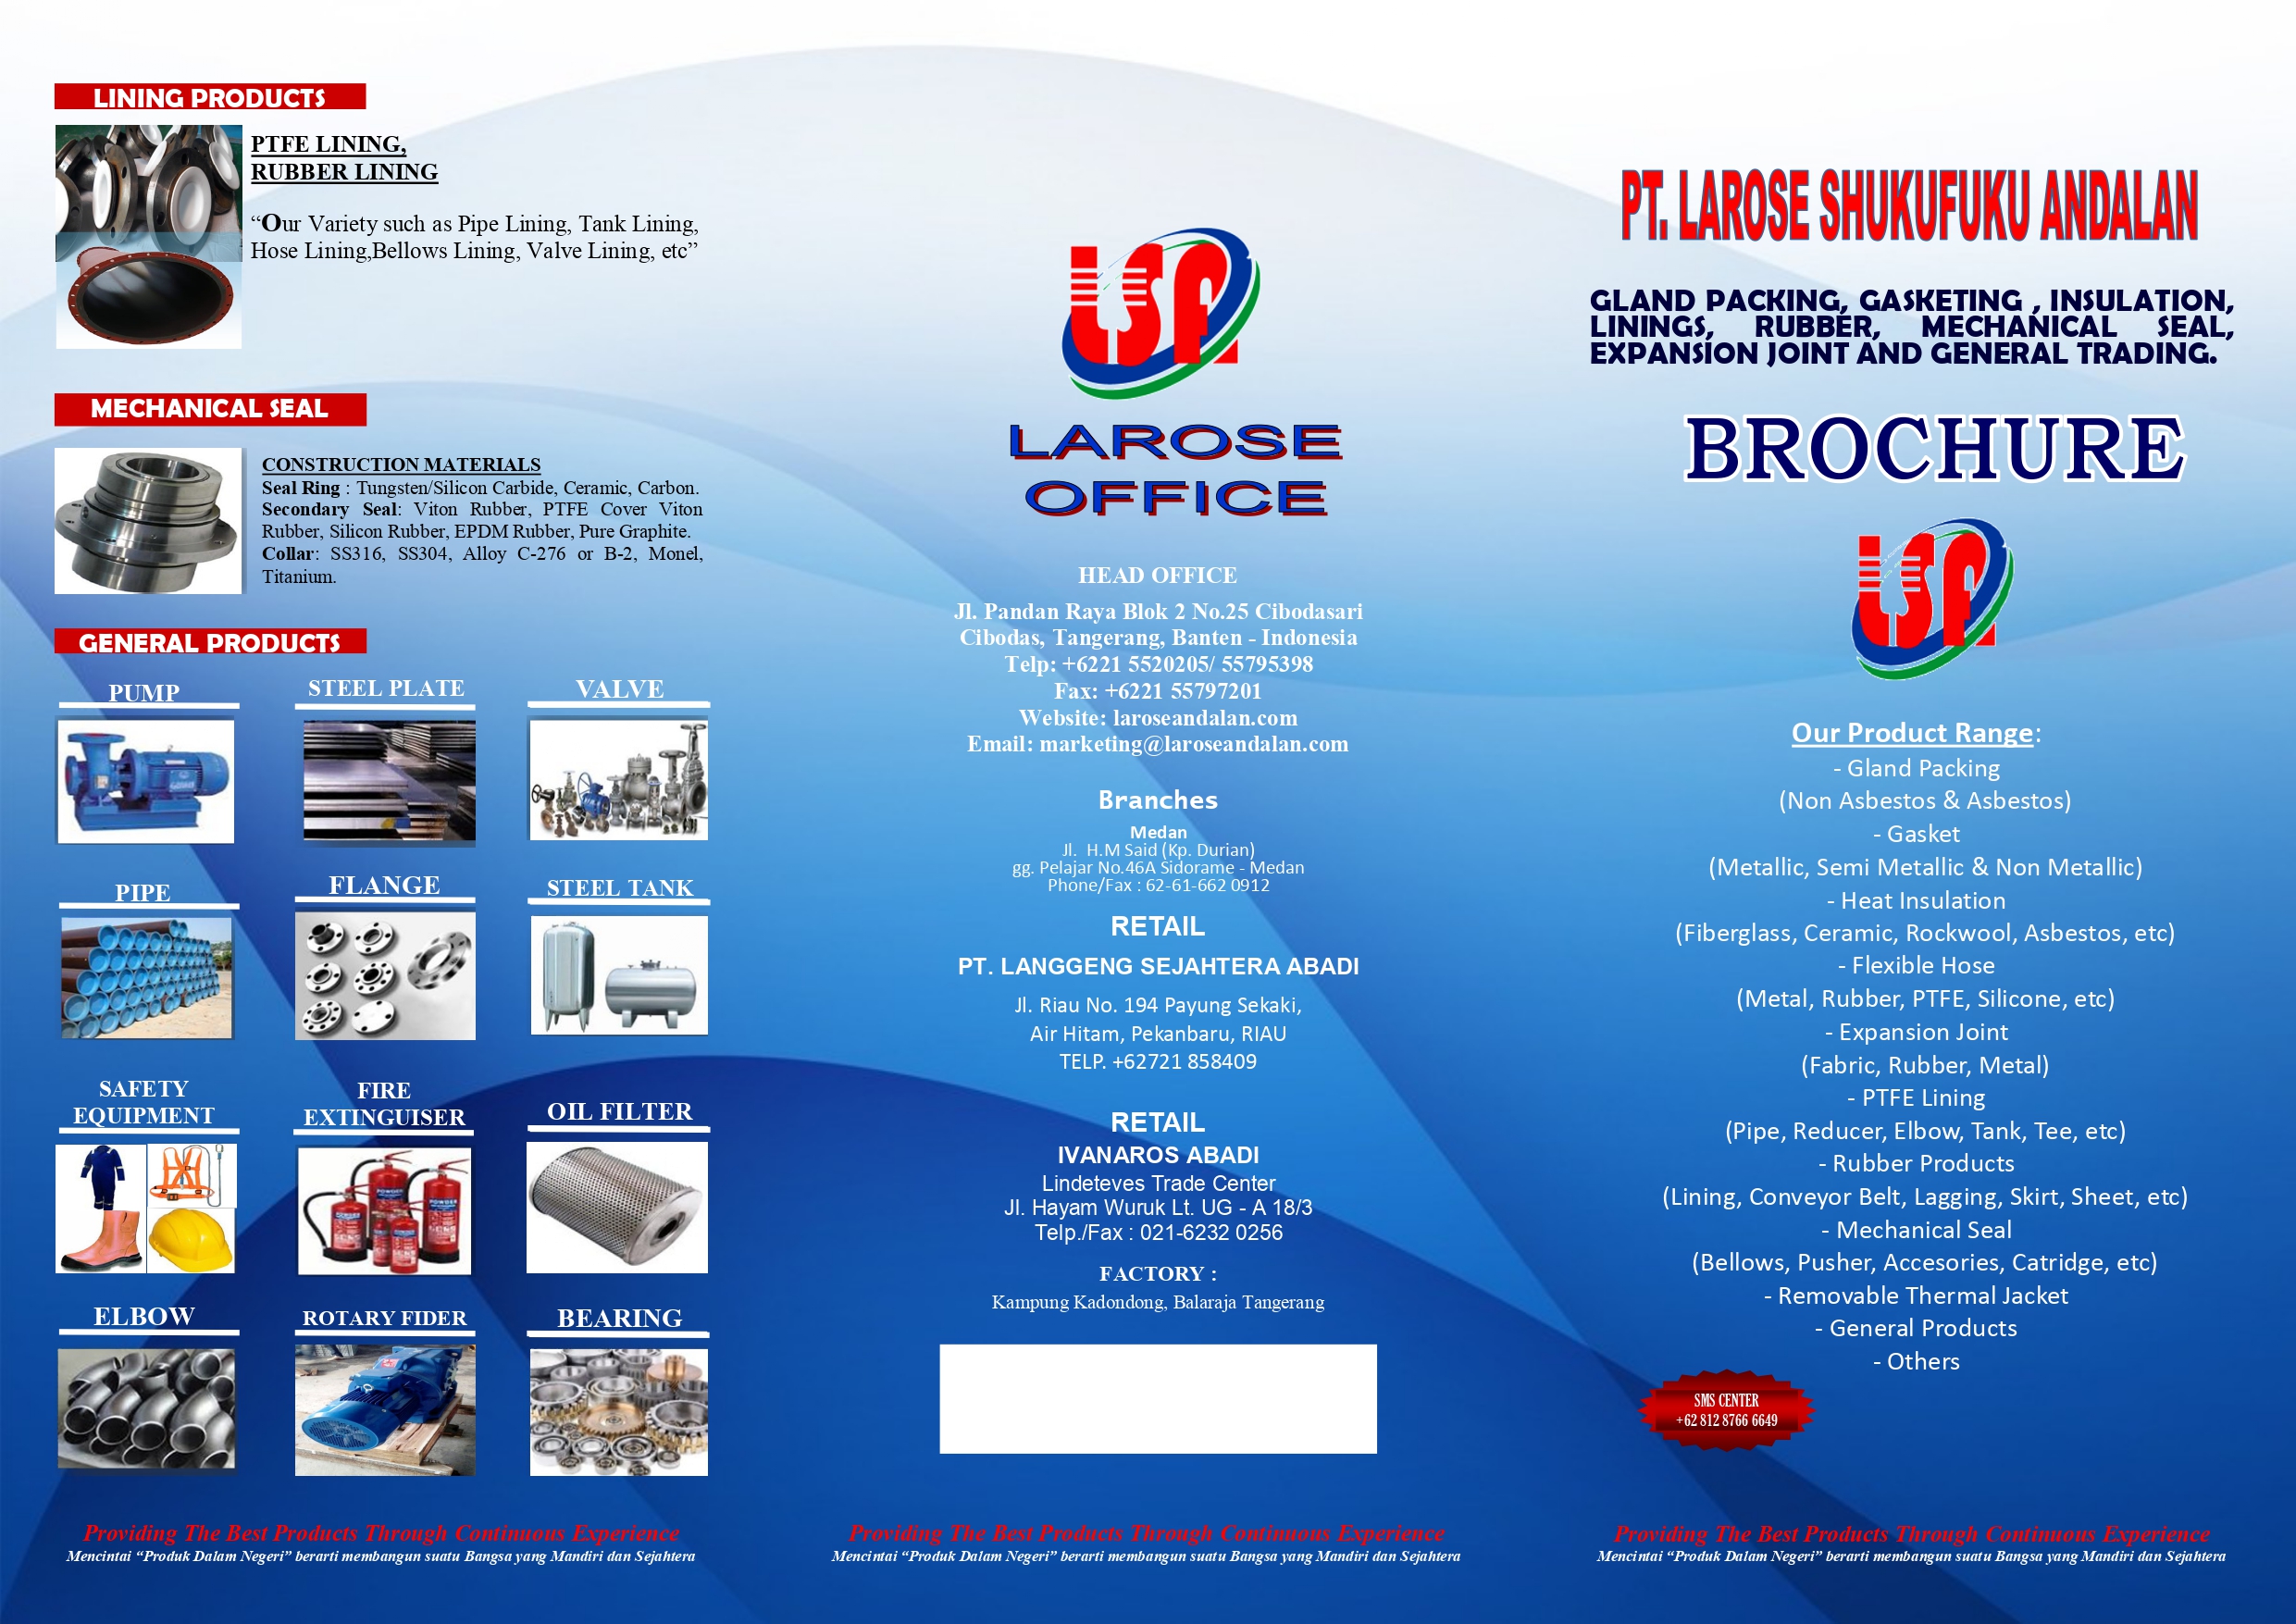 LINING PRODUCTS
PTFE LINING,
RUBBER LINING
“Our Variety such as Pipe Lining, Tank Lining,
Hose Lining,Bellows Lining, Valve Lining, etc”
MECHANICAL SEAL
CONSTRUCTION MATERIALS
Seal Ring : Tungsten/Silicon Carbide, Ceramic, Carbon.
Secondary Seal: Viton Rubber, PTFE Cover Viton
Rubber, Silicon Rubber, EPDM Rubber, Pure Graphite.
Collar: SS316, SS304, Alloy C-276 or B-2, Monel,
Titanium.
GENERAL PRODUCTS
PUMP
STEEL PLATE
VALVE
PIPE
FLANGE
STEEL TANK
SAFETY
EQUIPMENT
FIRE
EXTINGUISER
OIL FILTER
ELBOW
ROTARY FIDER
BEARING
Providing The Best Products Through Continuous Experience
Mencintai “Produk Dalam Negeri” berarti membangun suatu Bangsa yang Mandiri dan Sejahtera
LSA
LAROSE
OFFICE
HEAD OFFICE
Jl. Pandan Raya Blok 2 No.25 Cibodasari
Cibodas, Tangerang, Banten - Indonesia
Telp: +6221 5520205/ 55795398
Fax: +6221 55797201
Website: laroseandalan.com
Email: marketing@laroseandalan.com
Branches
Medan
Jl. H.M Said (Kp. Durian)
gg. Pelajar No.46A Sidorame - Medan
Phone/Fax : 62-61-662 0912
RETAIL
PT. LANGGENG SEJAHTERA ABADI
Jl. Riau No. 194 Payung Sekaki,
Air Hitam, Pekanbaru, RIAU
TELP. +62721 858409
RETAIL
IVANAROS ABADI
Lindeteves Trade Center
Jl. Hayam Wuruk Lt. UG - A 18/3
Telp./Fax : 021-6232 0256
FACTORY :
Kampung Kadondong, Balaraja Tangerang
Providing The Best Products Through Continuous Experience
Mencintai “Produk Dalam Negeri” berarti membangun suatu Bangsa yang Mandiri dan Sejahtera
PT. LAROSE SHUKUFUKU ANDALAN
GLAND PACKING, GASKETING , INSULATION,
LININGS, RUBBER, MECHANICAL SEAL,
EXPANSION JOINT AND GENERAL TRADING.
BROCHURE
LSA
Our Product Range:
- Gland Packing
(Non Asbestos & Asbestos)
- Gasket
(Metallic, Semi Metallic & Non Metallic)
- Heat Insulation
(Fiberglass, Ceramic, Rockwool, Asbestos, etc)
- Flexible Hose
(Metal, Rubber, PTFE, Silicone, etc)
- Expansion Joint
(Fabric, Rubber, Metal)
- PTFE Lining
(Pipe, Reducer, Elbow, Tank, Tee, etc)
- Rubber Products
(Lining, Conveyor Belt, Lagging, Skirt, Sheet, etc)
- Mechanical Seal
(Bellows, Pusher, Accesories, Catridge, etc)
- Removable Thermal Jacket
- General Products
- Others
SMS CENTER
+62 812 8766 6649
Providing The Best Products Through Continuous Experience
Mencintai “Produk Dalam Negeri” berarti membangun suatu Bangsa yang Mandiri dan Sejahtera